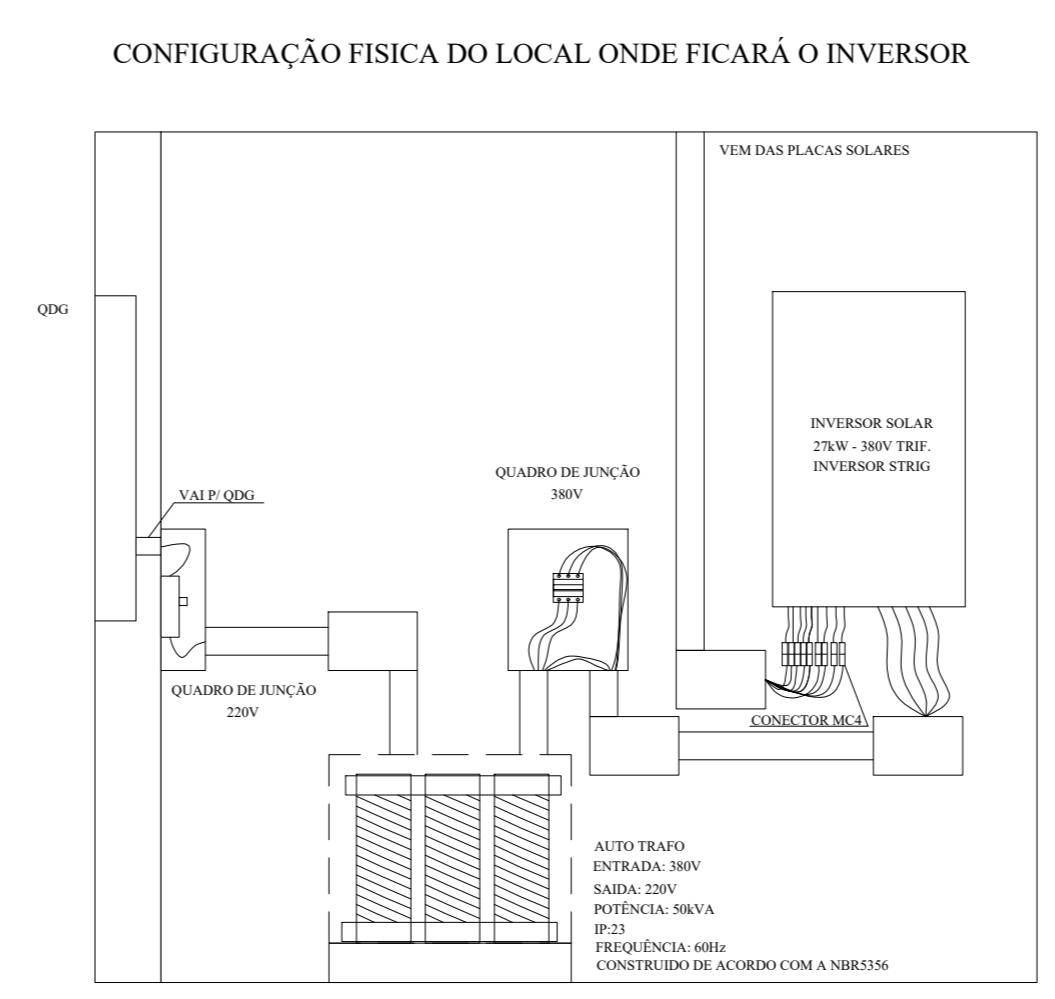 CONFIGURAÇÃO FISICA DO LOCAL ONDE FICARÁ O INVERSOR
VEM DAS PLACAS SOLARES
QDG
INVERSOR SOLAR
27kW - 380V TRIF.
INVERSOR STRIG
QUADRO DE JUNÇÃO
380V
VAI P/ QDG
QUADRO DE JUNÇÃO
220V
CONECTOR MC4
AUTO TRAFO
ENTRADA: 380V
SAIDA: 220V
POTÊNCIA: 50kVA
IP:23
FREQUÊNCIA: 60Hz
CONSTRUIDO DE ACORDO COM A NBR5356